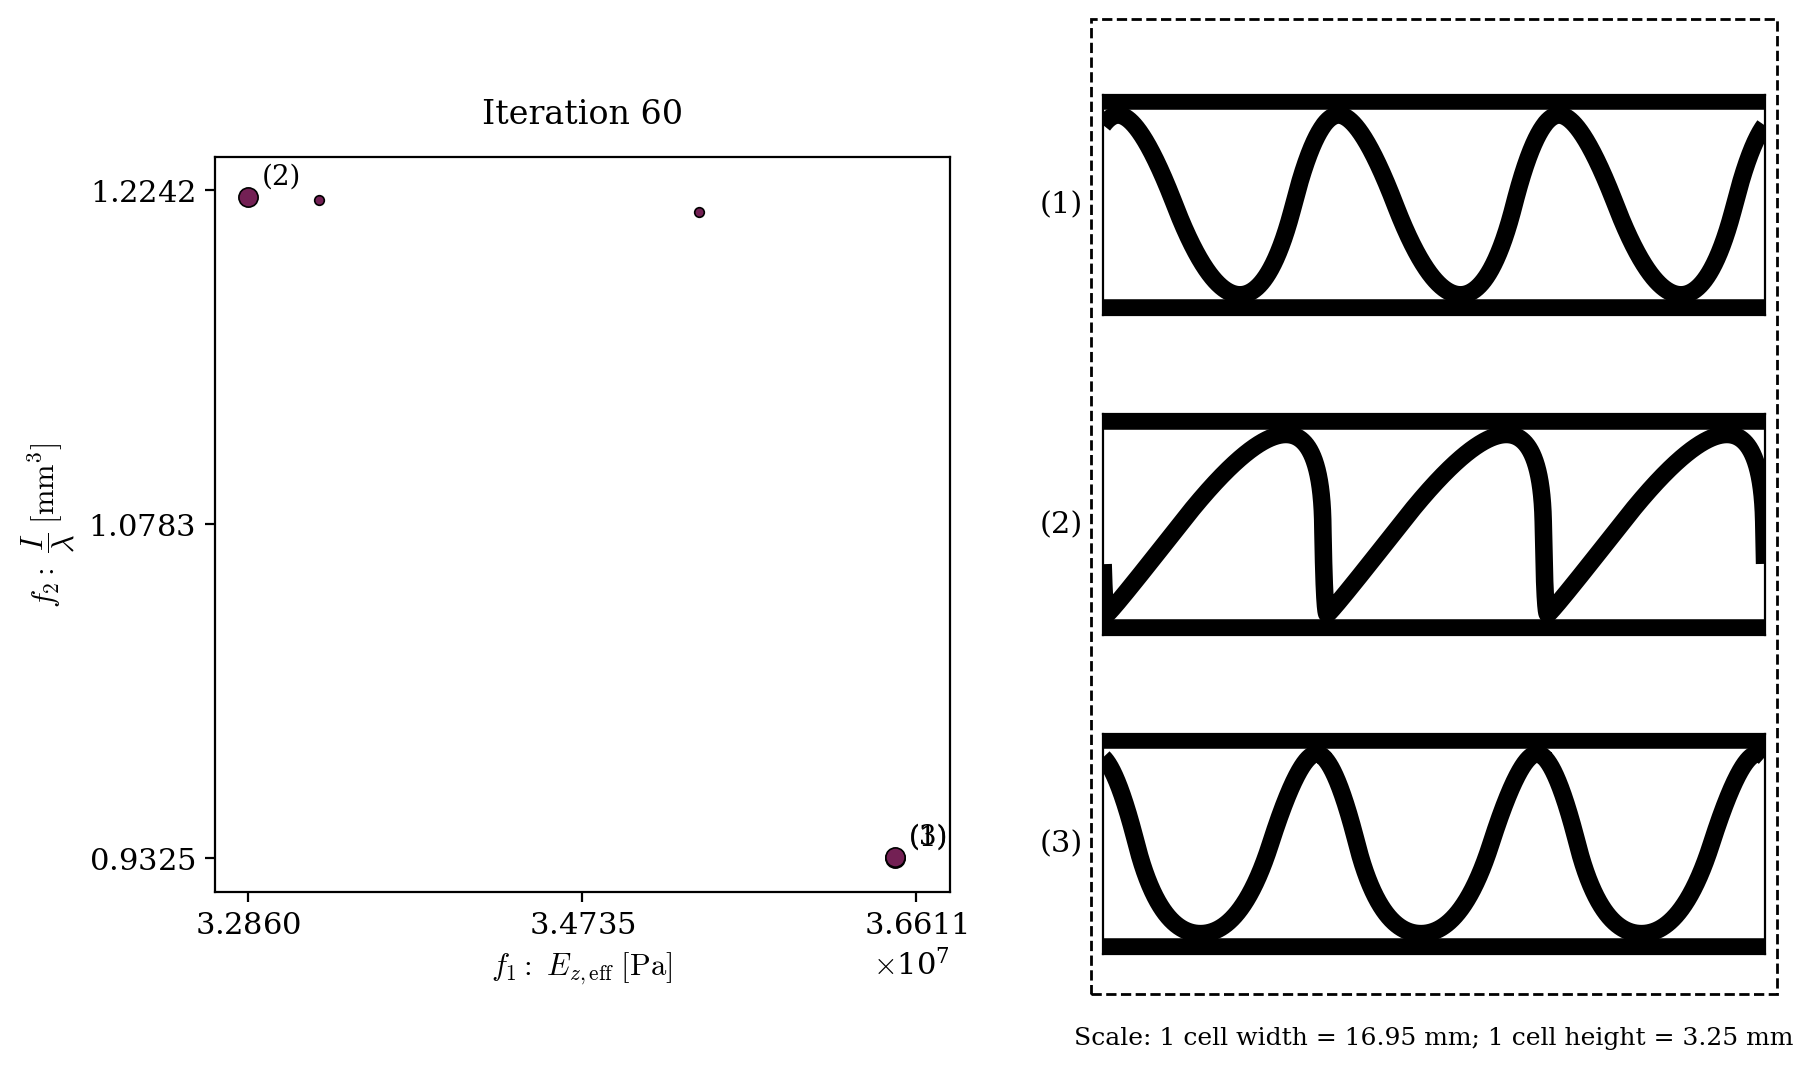 Iteration 60
(2)
1.2242
1.0783
0.9325
f₂ : I/λ [mm³]
(1)
(3)
3.2860 3.4735 3.6611
×10⁷
f₁ : E_z,eff [Pa]
(1)
(2)
(3)
Scale: 1 cell width = 16.95 mm; 1 cell height = 3.25 mm